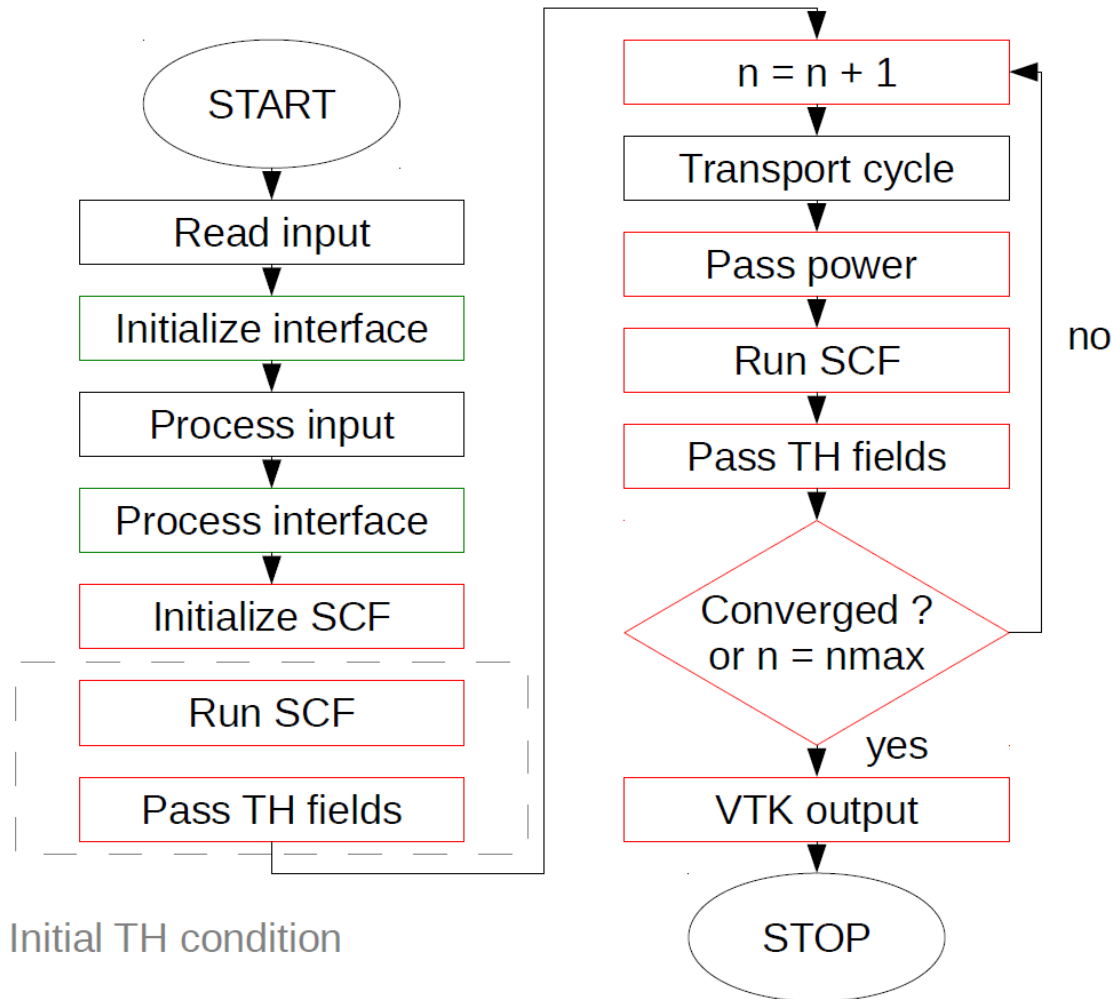 START
Read input
Initialize interface
Process input
Process interface
Initialize SCF
Run SCF
Pass TH fields
Initial TH condition
n = n + 1
Transport cycle
Pass power
Run SCF
Pass TH fields
Converged ?
or n = nmax
no
yes
VTK output
STOP